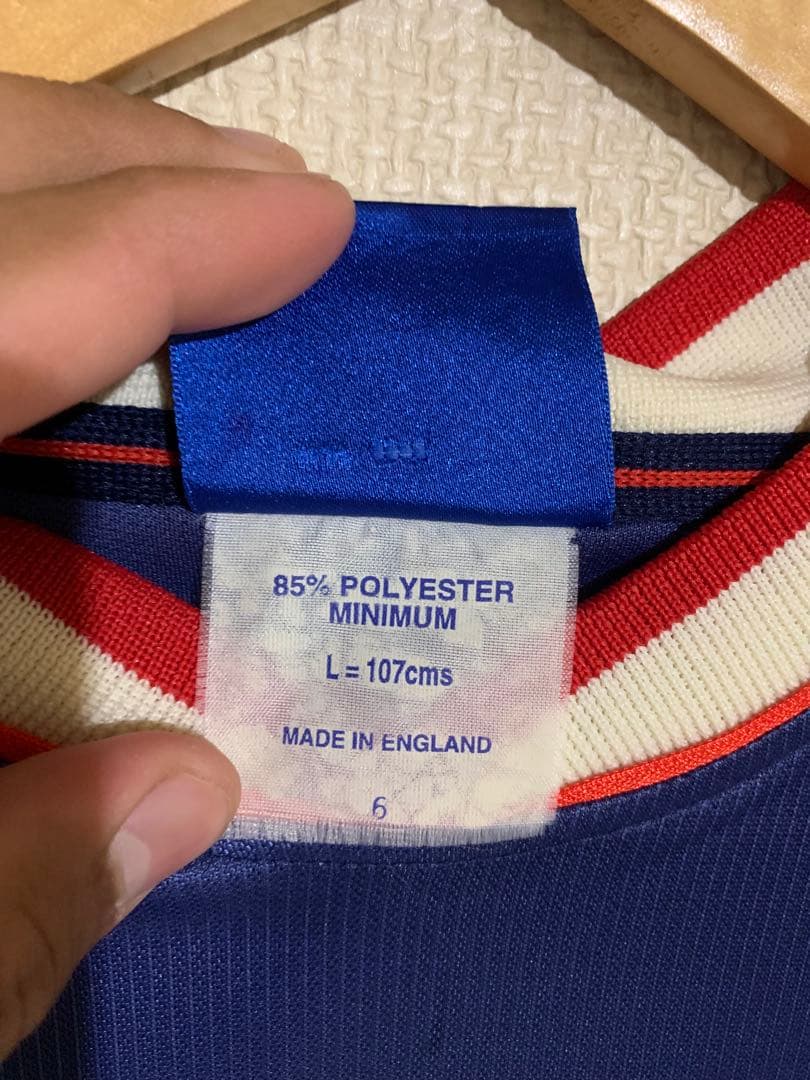 85% POLYESTER
MINIMUM
L = 107cms
MADE IN ENGLAND
6